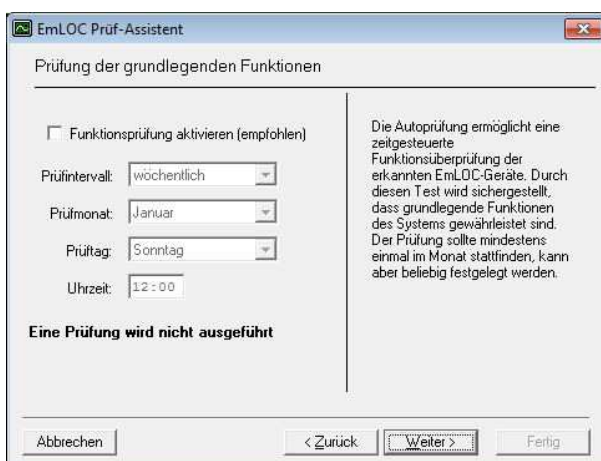 EmLOC Prüf-Assistent
Prüfung der grundlegenden Funktionen
Funktionsprüfung aktivieren (empfohlen)
Prüfintervall: wöchentlich
Prüfmonat: Januar
Prüftag: Sonntag
Uhrzeit: 12:00
Eine Prüfung wird nicht ausgeführt
Die Autoprüfung ermöglicht eine
zeitgesteuerte
Funktionsüberprüfung der
erkannten EmLOC-Geräte. Durch
diesen Test wird sichergestellt,
dass grundlegende Funktionen
des Systems gewährleistet sind.
Der Prüfung sollte mindestens
einmal im Monat stattfinden, kann
aber beliebig festgelegt werden.
Abbrechen
< Zurück
Weiter >
Fertig